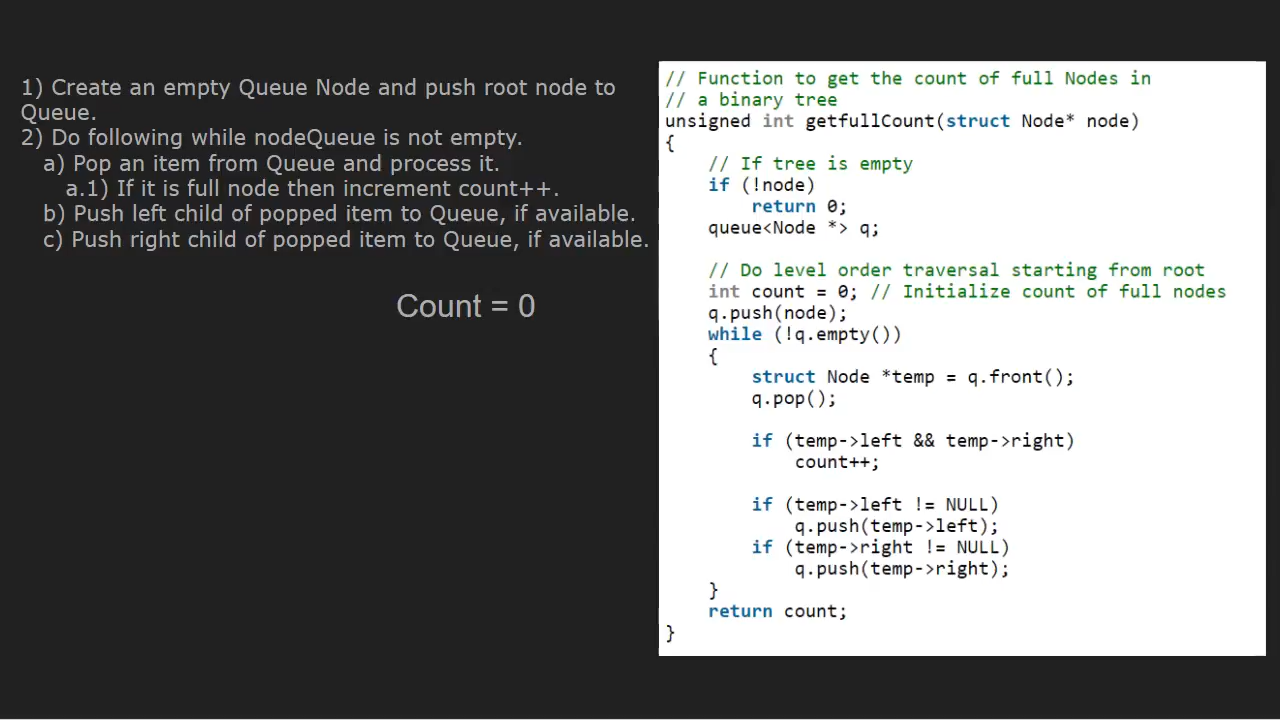 1) Create an empty Queue Node and push root node to
Queue.
2) Do following while nodeQueue is not empty.
a) Pop an item from Queue and process it.
a.1) If it is full node then increment count++.
b) Push left child of popped item to Queue, if available.
c) Push right child of popped item to Queue, if available.
Count = 0
// Function to get the count of full Nodes in
// a binary tree
unsigned int getfullCount(struct Node* node)
{
// If tree is empty
if (!node)
return 0;
queue<Node *> q;
// Do level order traversal starting from root
int count = 0; // Initialize count of full nodes
q.push(node);
while (!q.empty())
{
struct Node *temp = q.front();
q.pop();
if (temp->left && temp->right)
count++;
if (temp->left != NULL)
q.push(temp->left);
if (temp->right != NULL)
q.push(temp->right);
}
return count;
}